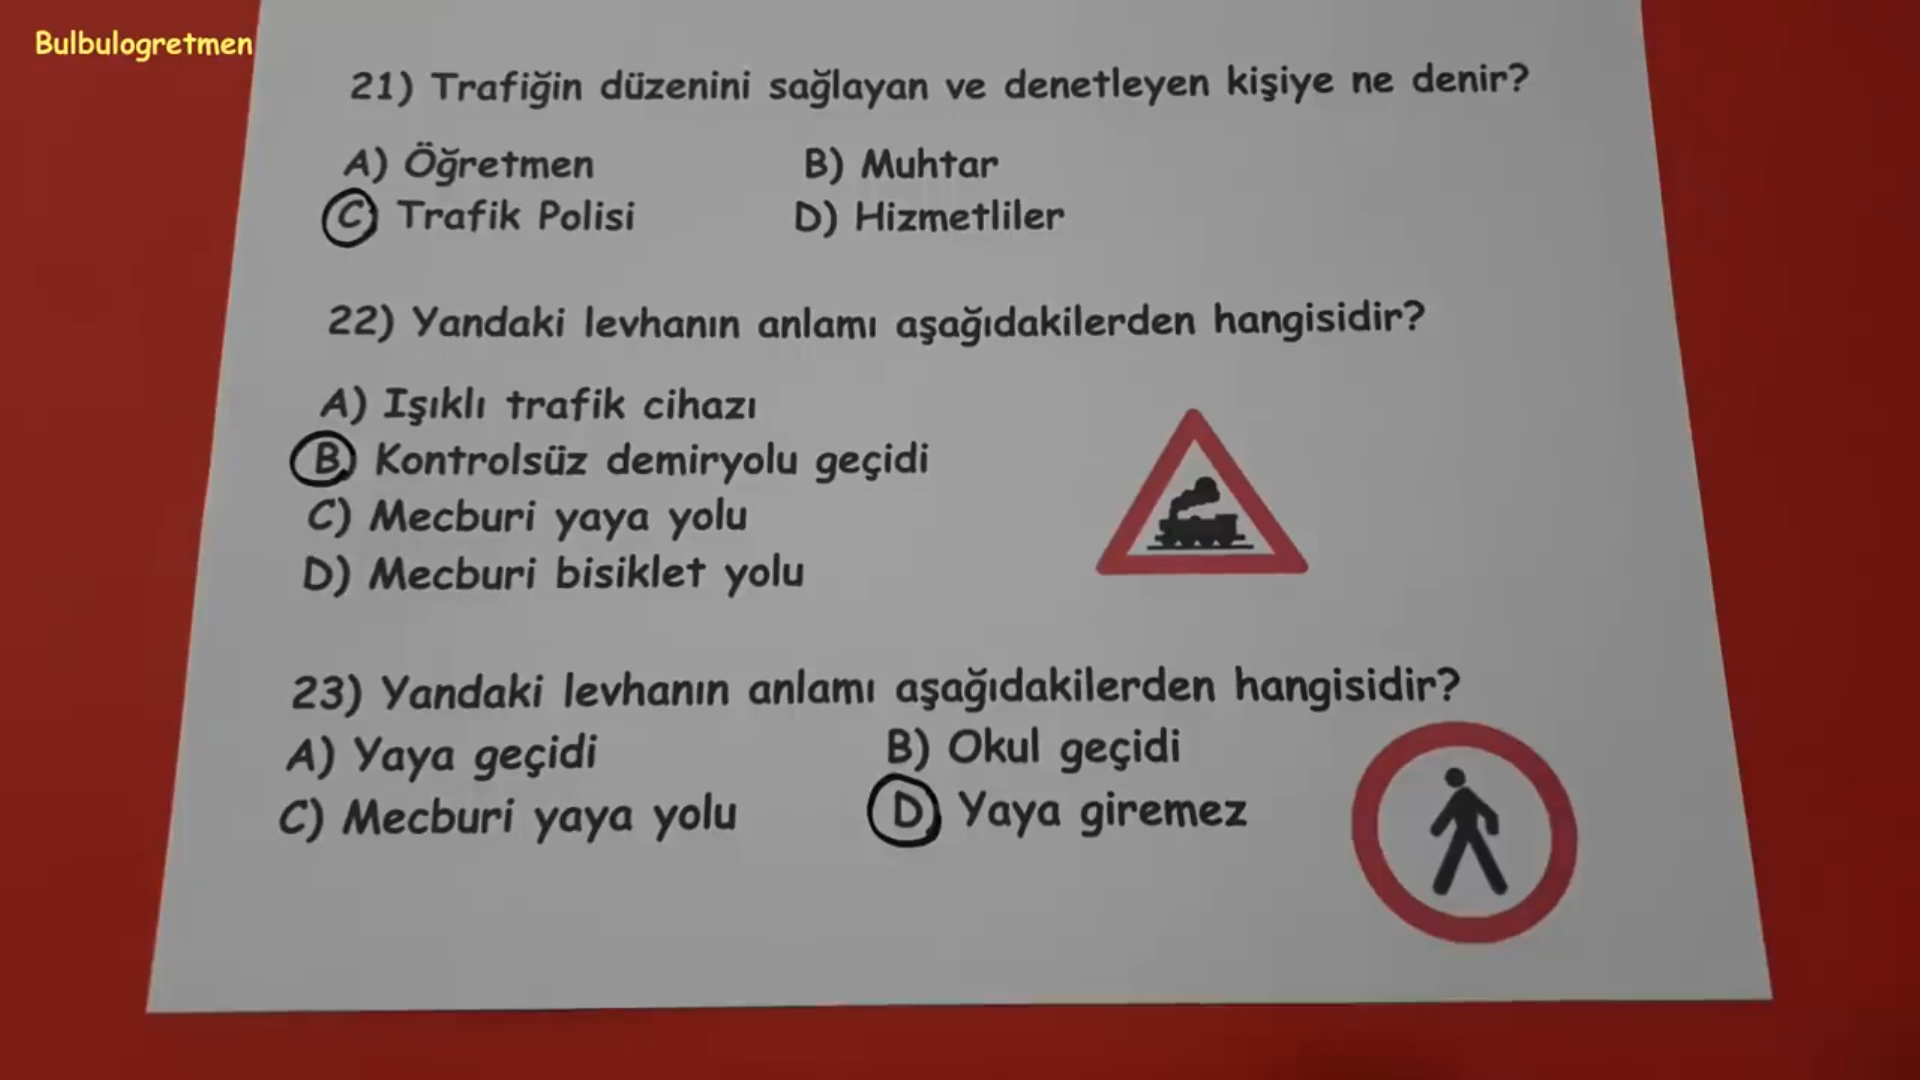 Bulbulogretmen
21) Trafiğin düzenini sağlayan ve denetleyen kişiye ne denir?
A) Öğretmen B) Muhtar
C) Trafik Polisi D) Hizmetliler
22) Yandaki levhanın anlamı aşağıdakilerden hangisidir?
A) Işıklı trafik cihazı
B) Kontrolsüz demiryolu geçidi
C) Mecburi yaya yolu
D) Mecburi bisiklet yolu
23) Yandaki levhanın anlamı aşağıdakilerden hangisidir?
A) Yaya geçidi B) Okul geçidi
C) Mecburi yaya yolu D) Yaya giremez